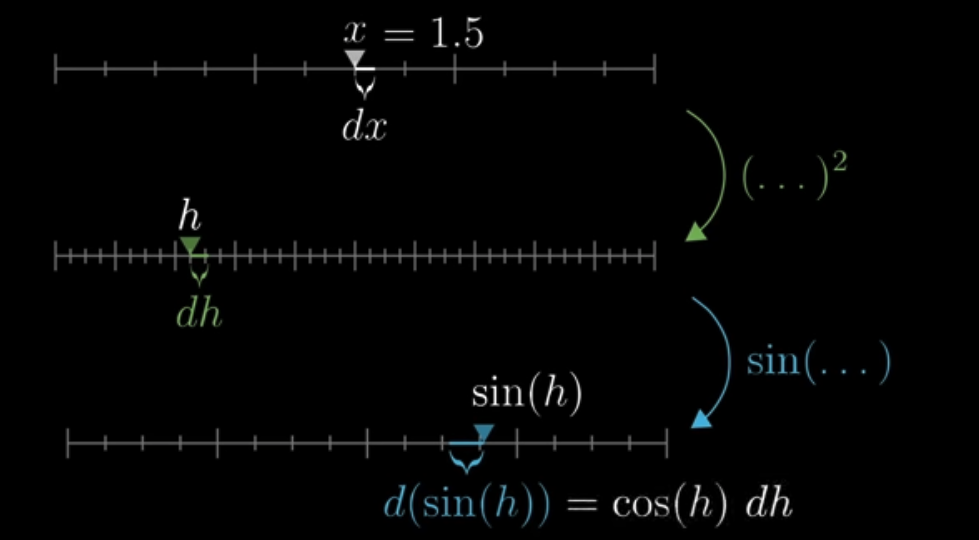 x = 1.5
dx
(...)²
h
dh
sin(...)
sin(h)
d(sin(h)) = cos(h) dh